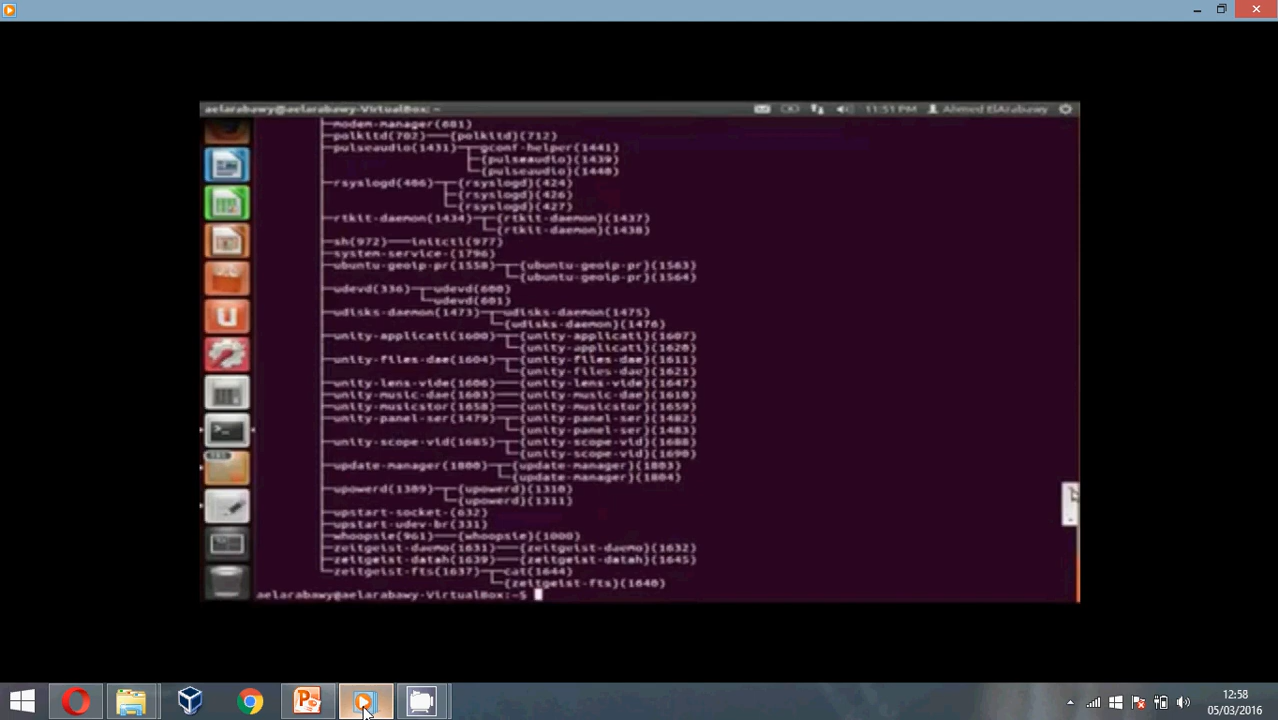 aelarabawy@aelarabawy-VirtualBox: ~
11:51 PM
Ahmed ElArabawy
modem-manager(681)
polkitd(702)───{polkitd}(712)
pulseaudio(1431)─┬─gconf-helper(1441)
├─{pulseaudio}(1439)
└─{pulseaudio}(1440)
rsyslogd(406)─┬─{rsyslogd}(424)
├─{rsyslogd}(426)
└─{rsyslogd}(427)
rtkit-daemon(1434)─┬─{rtkit-daemon}(1437)
└─{rtkit-daemon}(1438)
sh(972)───initctl(977)
system-service-(1796)
ubuntu-geoip-pr(1550)─┬─{ubuntu-geoip-pr}(1563)
└─{ubuntu-geoip-pr}(1564)
udevd(336)─┬─udevd(600)
└─udevd(601)
udisks-daemon(1473)─┬─udisks-daemon(1475)
└─{udisks-daemon}(1476)
unity-applicati(1600)─┬─{unity-applicati}(1607)
└─{unity-applicati}(1620)
unity-files-dae(1604)─┬─{unity-files-dae}(1611)
└─{unity-files-dae}(1621)
unity-lens-vide(1606)───{unity-lens-vide}(1647)
unity-music-dae(1603)───{unity-music-dae}(1610)
unity-musicstor(1658)───{unity-musicstor}(1659)
unity-panel-ser(1479)─┬─{unity-panel-ser}(1482)
└─{unity-panel-ser}(1483)
unity-scope-vid(1685)─┬─{unity-scope-vid}(1688)
└─{unity-scope-vid}(1690)
update-manager(1800)─┬─{update-manager}(1803)
└─{update-manager}(1804)
upowerd(1309)─┬─{upowerd}(1310)
└─{upowerd}(1311)
upstart-socket-(632)
upstart-udev-br(331)
whoopsie(961)───{whoopsie}(1000)
zeitgeist-daemo(1631)───{zeitgeist-daemo}(1632)
zeitgeist-datah(1639)───{zeitgeist-datah}(1645)
zeitgeist-fts(1637)─┬─cat(1644)
└─{zeitgeist-fts}(1640)
aelarabawy@aelarabawy-VirtualBox:~$
12:58
05/03/2016